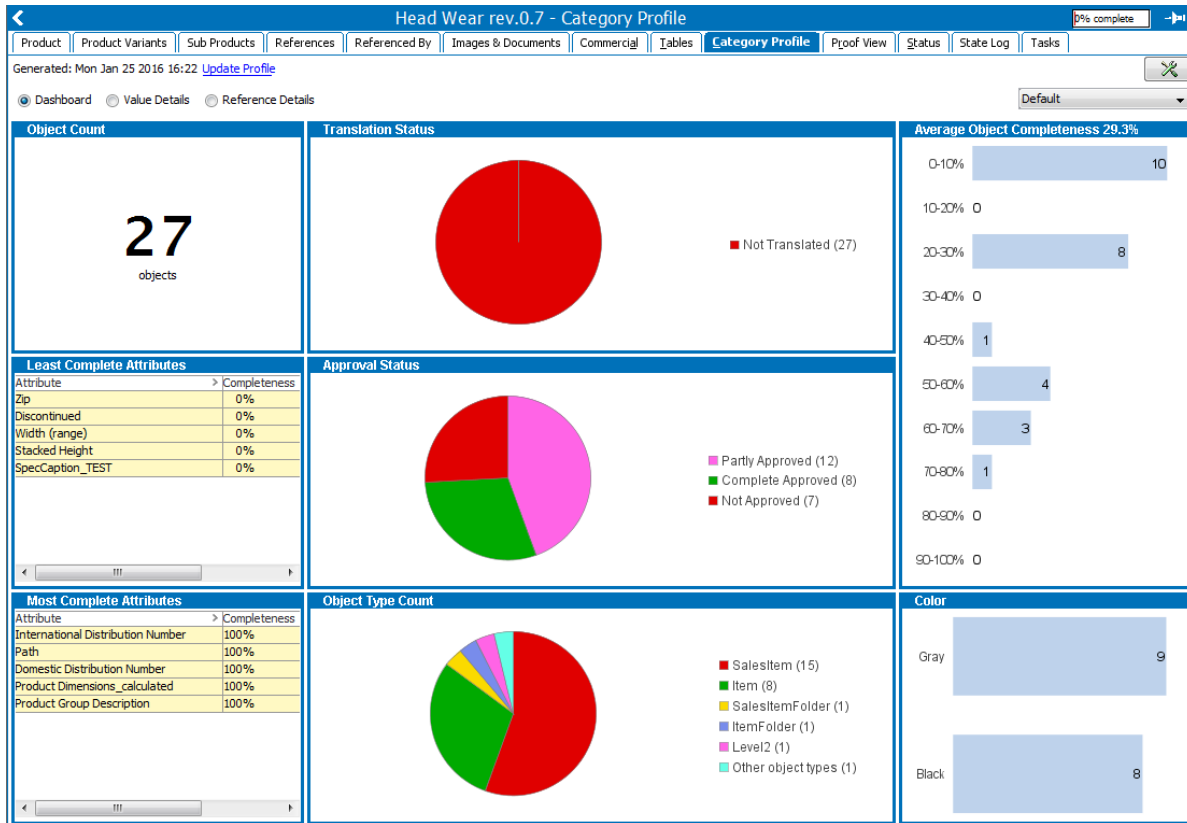 Head Wear rev.0.7 - Category Profile
0% complete
Product Product Variants Sub Products References Referenced By Images & Documents Commercial Tables Category Profile Proof View Status State Log Tasks
Generated: Mon Jan 25 2016 16:22 Update Profile
Dashboard Value Details Reference Details
Default
Object Count
27
objects
Translation Status
Not Translated (27)
Average Object Completeness 29.3%
0-10% 10
10-20% 0
20-30% 8
30-40% 0
40-50% 1
50-60% 4
60-70% 3
70-80% 1
80-90% 0
90-100% 0
Least Complete Attributes
Attribute > Completeness
Zip 0%
Discontinued 0%
Width (range) 0%
Stacked Height 0%
SpecCaption_TEST 0%
Approval Status
Partly Approved (12)
Complete Approved (8)
Not Approved (7)
Most Complete Attributes
Attribute > Completeness
International Distribution Number 100%
Path 100%
Domestic Distribution Number 100%
Product Dimensions_calculated 100%
Product Group Description 100%
Object Type Count
SalesItem (15)
Item (8)
SalesItemFolder (1)
ItemFolder (1)
Level2 (1)
Other object types (1)
Color
Gray 9
Black 8